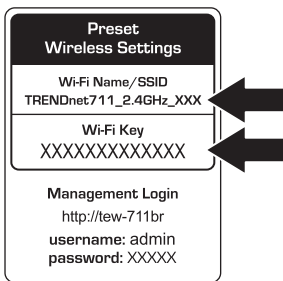 Preset
Wireless Settings
Wi-Fi Name/SSID
TRENDnet711_2.4GHz_XXX
Wi-Fi Key
XXXXXXXXXXXXX
Management Login
http://tew-711br
username: admin
password: XXXXX